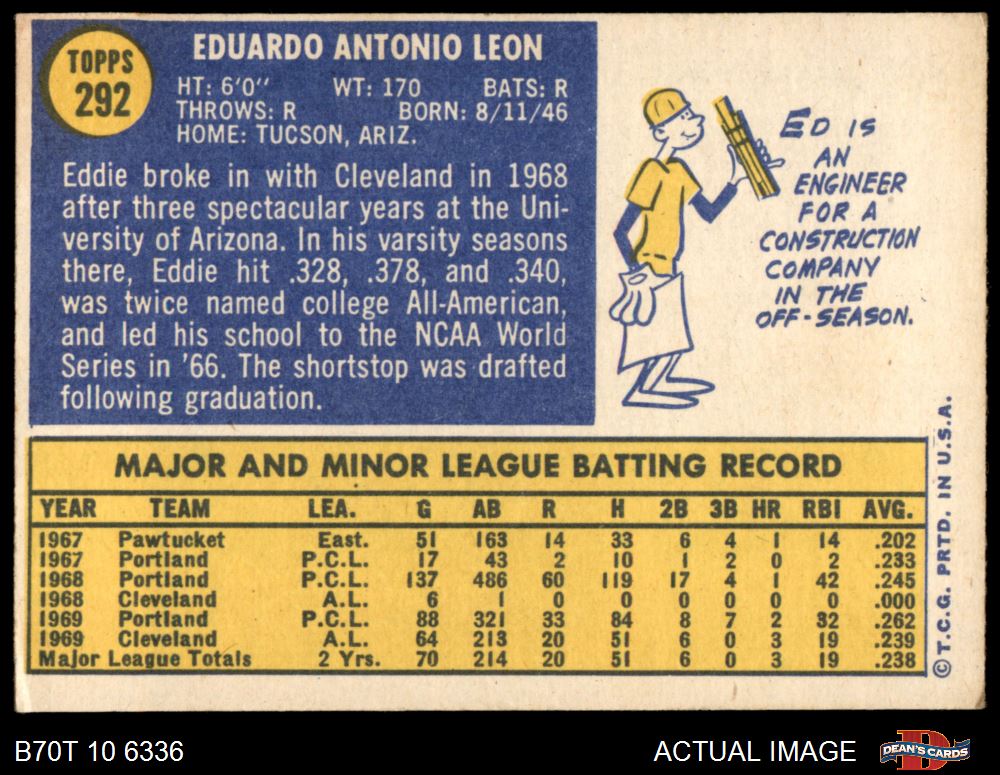 TOPPS
292
EDUARDO ANTONIO LEON
HT: 6'0" WT: 170 BATS: R
THROWS: R BORN: 8/11/46
HOME: TUCSON, ARIZ.
Eddie broke in with Cleveland in 1968
after three spectacular years at the Uni-
versity of Arizona. In his varsity seasons
there, Eddie hit .328, .378, and .340,
was twice named college All-American,
and led his school to the NCAA World
Series in '66. The shortstop was drafted
following graduation.
ED IS
AN
ENGINEER
FOR A
CONSTRUCTION
COMPANY
IN THE
OFF-SEASON.
MAJOR AND MINOR LEAGUE BATTING RECORD
YEAR TEAM LEA. G AB R H 2B 3B HR RBI AVG.
1967 Pawtucket East. 51 163 14 33 6 4 1 14 .202
1967 Portland P.C.L. 17 43 2 10 1 2 0 2 .233
1968 Portland P.C.L. 137 486 60 119 17 4 1 42 .245
1968 Cleveland A.L. 6 1 0 0 0 0 0 0 .000
1969 Portland P.C.L. 88 321 33 84 8 7 2 32 .262
1969 Cleveland A.L. 64 213 20 51 6 0 3 19 .239
Major League Totals 2 Yrs. 70 214 20 51 6 0 3 19 .238
© T.C.G. PRTD. IN U.S.A.
B70T 10 6336
ACTUAL IMAGE
D
DEAN'S CARDS